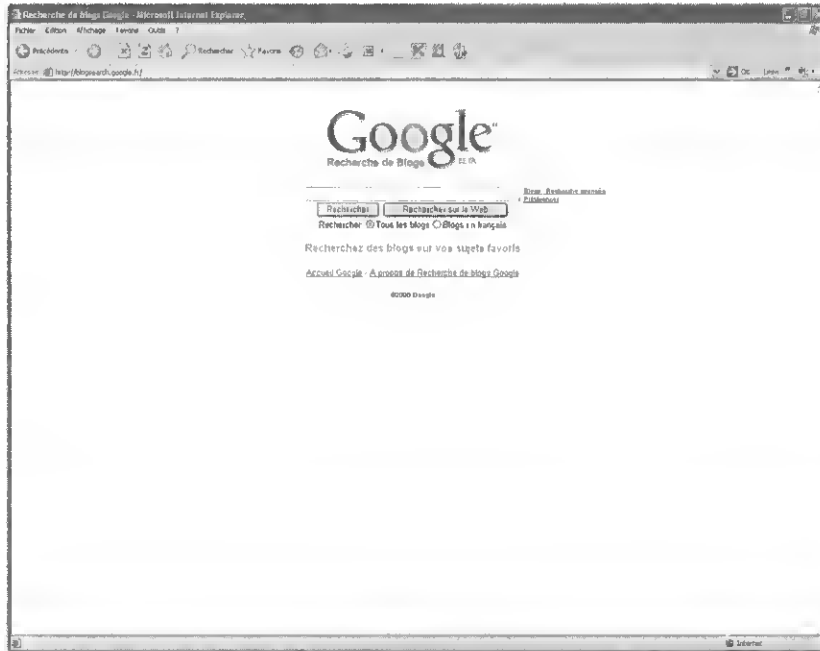 Recherche de blogs Google - Microsoft Internet Explorer
Fichier Edition Affichage Favoris Outils ?
Précédente Rechercher Favoris
Adresse http://blogsearch.google.fr/ OK Liens
Google
Recherche de Blogs BETA
Recherche avancée
Préférences
Rechercher Rechercher sur le Web
Rechercher Tous les blogs Blogs en français
Recherchez des blogs sur vos sujets favoris
Accueil Google - A propos de Recherche de blogs Google
Google
Internet